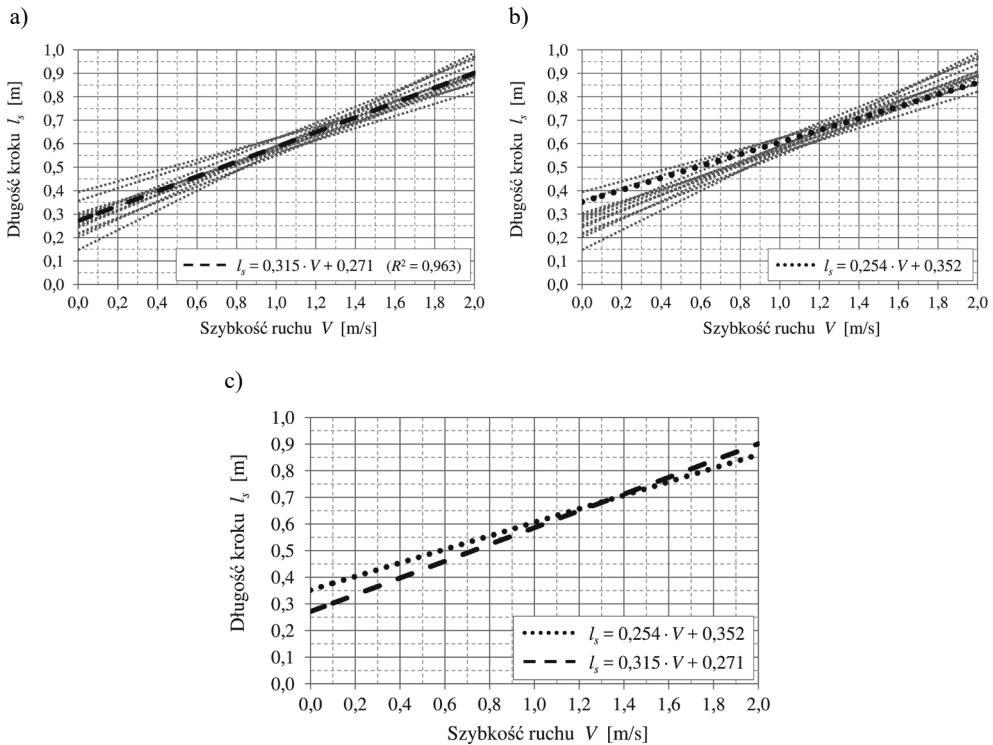 a)
1,0
0,9
0,8
0,7
0,6
0,5
0,4
0,3
0,2
0,1
0,0
Długość kroku l_s [m]
l_s = 0,315 · V + 0,271 (R² = 0,963)
0,0 0,2 0,4 0,6 0,8 1,0 1,2 1,4 1,6 1,8 2,0
Szybkość ruchu V [m/s]
b)
1,0
0,9
0,8
0,7
0,6
0,5
0,4
0,3
0,2
0,1
0,0
Długość kroku l_s [m]
l_s = 0,254 · V + 0,352
0,0 0,2 0,4 0,6 0,8 1,0 1,2 1,4 1,6 1,8 2,0
Szybkość ruchu V [m/s]
c)
1,0
0,9
0,8
0,7
0,6
0,5
0,4
0,3
0,2
0,1
0,0
Długość kroku l_s [m]
l_s = 0,254 · V + 0,352
l_s = 0,315 · V + 0,271
0,0 0,2 0,4 0,6 0,8 1,0 1,2 1,4 1,6 1,8 2,0
Szybkość ruchu V [m/s]